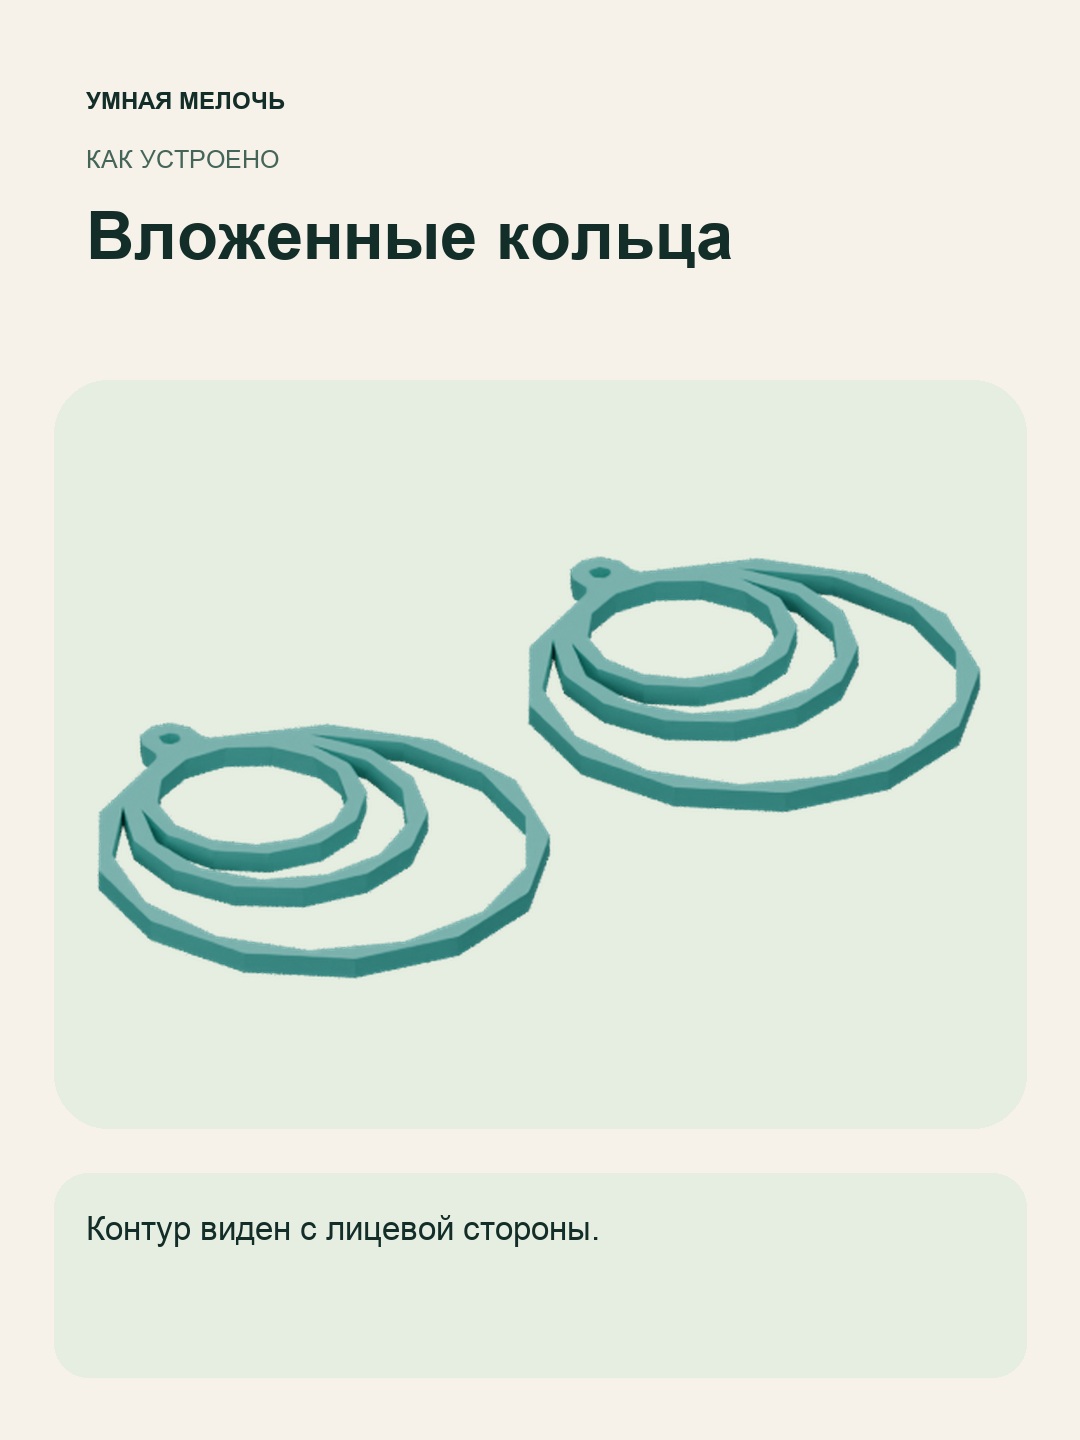 УМНАЯ МЕЛОЧЬ
КАК УСТРОЕНО
Вложенные кольца
Контур виден с лицевой стороны.